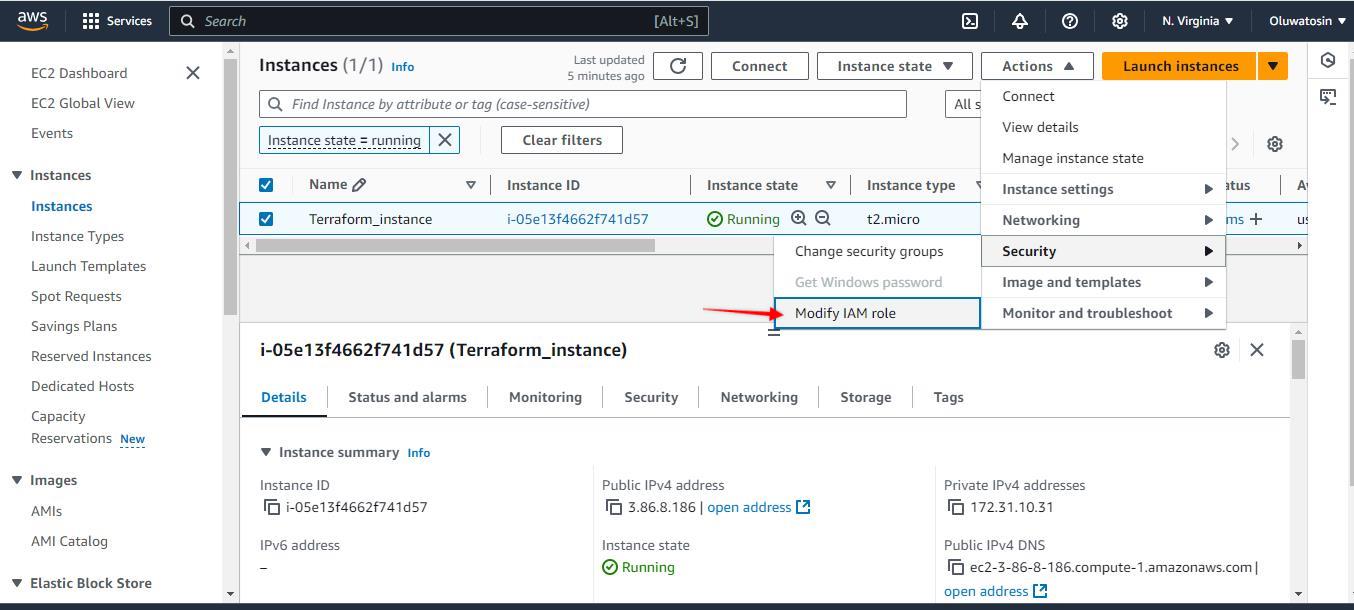 aws
Services
Search
[Alt+S]
N. Virginia
Oluwatosin
EC2 Dashboard
EC2 Global View
Events
Instances
Instances
Instance Types
Launch Templates
Spot Requests
Savings Plans
Reserved Instances
Dedicated Hosts
Capacity
Reservations New
Images
AMIs
AMI Catalog
Elastic Block Store
Instances (1/1) Info
Last updated
5 minutes ago
Connect
Instance state
Actions
Launch instances
Find Instance by attribute or tag (case-sensitive)
All s
Instance state = running
Clear filters
Name
Instance ID
Instance state
Instance type
atus
Av
Terraform_instance
i-05e13f4662f741d57
Running
t2.micro
ms
us
Connect
View details
Manage instance state
Instance settings
Networking
Security
Image and templates
Monitor and troubleshoot
Change security groups
Get Windows password
Modify IAM role
i-05e13f4662f741d57 (Terraform_instance)
Details
Status and alarms
Monitoring
Security
Networking
Storage
Tags
Instance summary Info
Instance ID
i-05e13f4662f741d57
Public IPv4 address
3.86.8.186 | open address
Private IPv4 addresses
172.31.10.31
IPv6 address
–
Instance state
Running
Public IPv4 DNS
ec2-3-86-8-186.compute-1.amazonaws.com |
open address